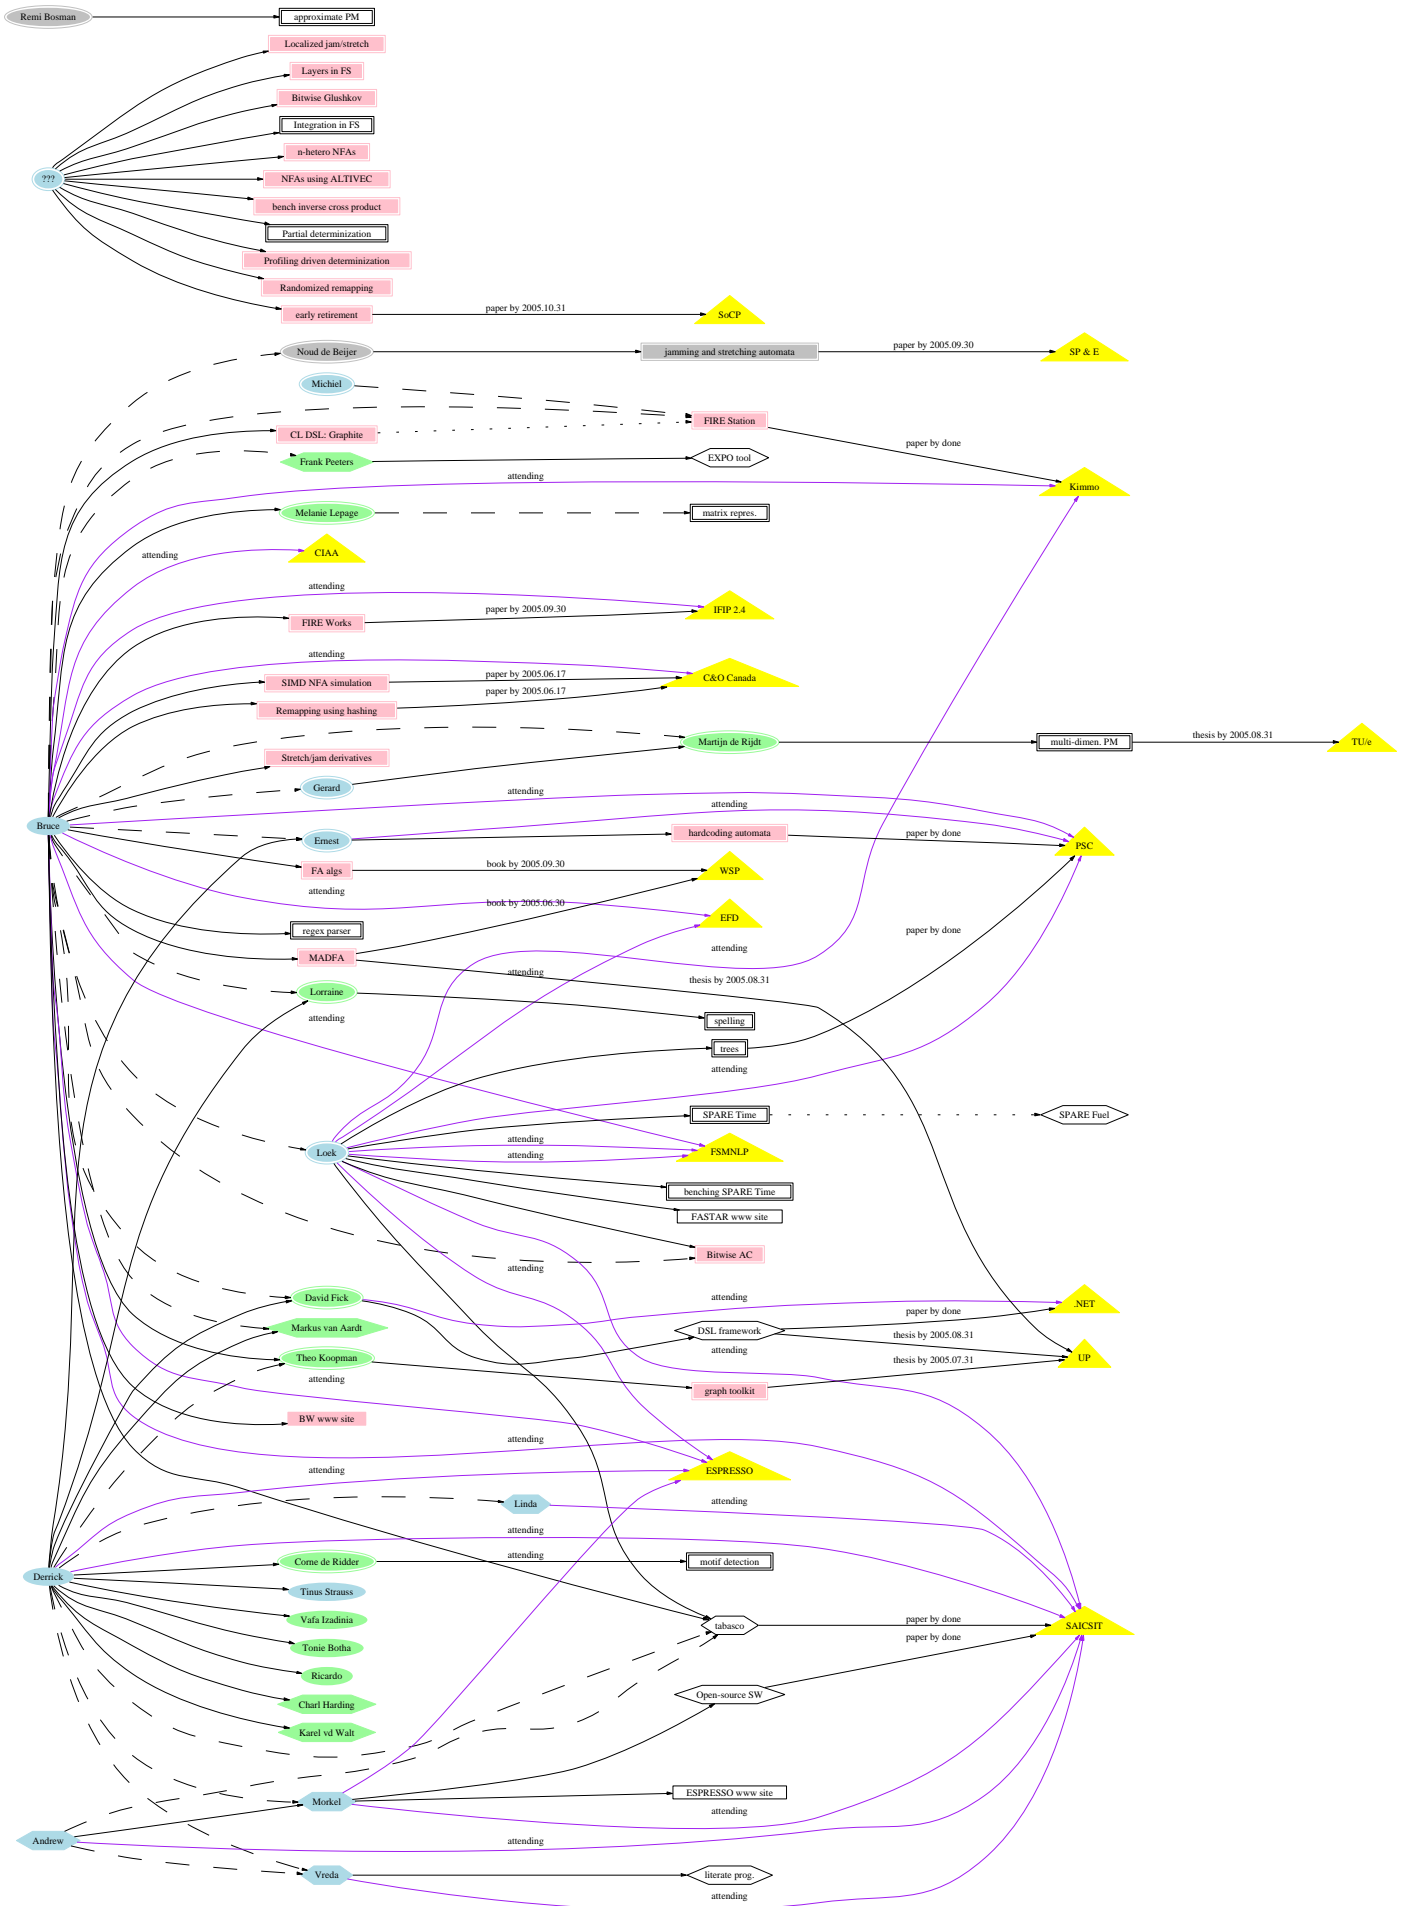 Remi Bosman
approximate PM
Localized jam/stretch
Layers in FS
Bitwise Glushkov
Integration in FS
n-hetero NFAs
???
NFAs using ALTIVEC
bench inverse cross product
Partial determinization
Profiling driven determinization
Randomized remapping
early retirement
paper by 2005.10.31
SoCP
Noud de Beijer
jamming and stretching automata
paper by 2005.09.30
SP & E
Michiel
FIRE Station
CL DSL: Graphite
paper by done
Frank Peeters
EXPO tool
attending
Kimmo
Melanie Lepage
matrix repres.
attending
CIAA
attending
IFIP 2.4
paper by 2005.09.30
FIRE Works
attending
C&O Canada
paper by 2005.06.17
SIMD NFA simulation
paper by 2005.06.17
Remapping using hashing
Martijn de Rijdt
multi-dimen. PM
thesis by 2005.08.31
TU/e
Stretch/jam derivatives
Gerard
attending
attending
Bruce
Ernest
hardcoding automata
paper by done
PSC
FA algs
book by 2005.09.30
WSP
attending
book by 2005.06.30
EFD
regex parser
paper by done
attending
MADFA
attending
thesis by 2005.08.31
Lorraine
attending
spelling
trees
attending
SPARE Time
SPARE Fuel
attending
Loek
attending
FSMNLP
benching SPARE Time
FASTAR www site
Bitwise AC
attending
David Fick
attending
.NET
paper by done
Markus van Aardt
DSL framework
thesis by 2005.08.31
attending
Theo Koopman
thesis by 2005.07.31
UP
attending
graph toolkit
BW www site
attending
attending
ESPRESSO
Linda
attending
attending
Corne de Ridder
attending
motif detection
Derrick
Tinus Strauss
Vafa Izadinia
tabasco
paper by done
SAICSIT
paper by done
Tonie Botha
Ricardo
Open-source SW
Charl Harding
Karel vd Walt
ESPRESSO www site
Morkel
attending
Andrew
attending
Vreda
literate prog.
attending